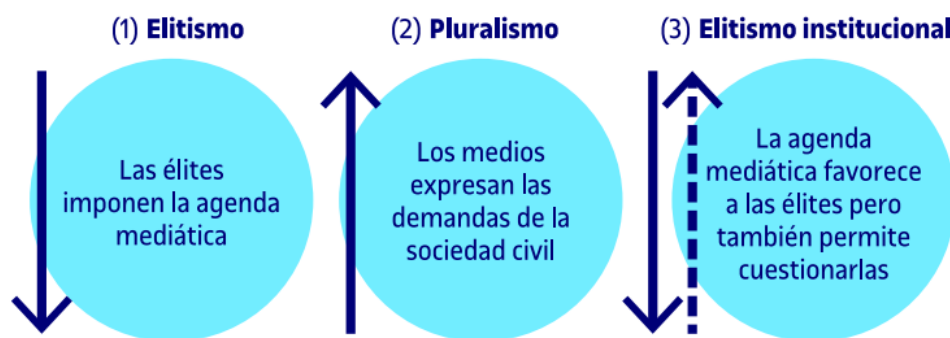 (1) Elitismo
Las élites
imponen la agenda
mediática
(2) Pluralismo
Los medios
expresan las
demandas de la
sociedad civil
(3) Elitismo institucional
La agenda
mediática favorece
a las élites pero
también permite
cuestionarlas